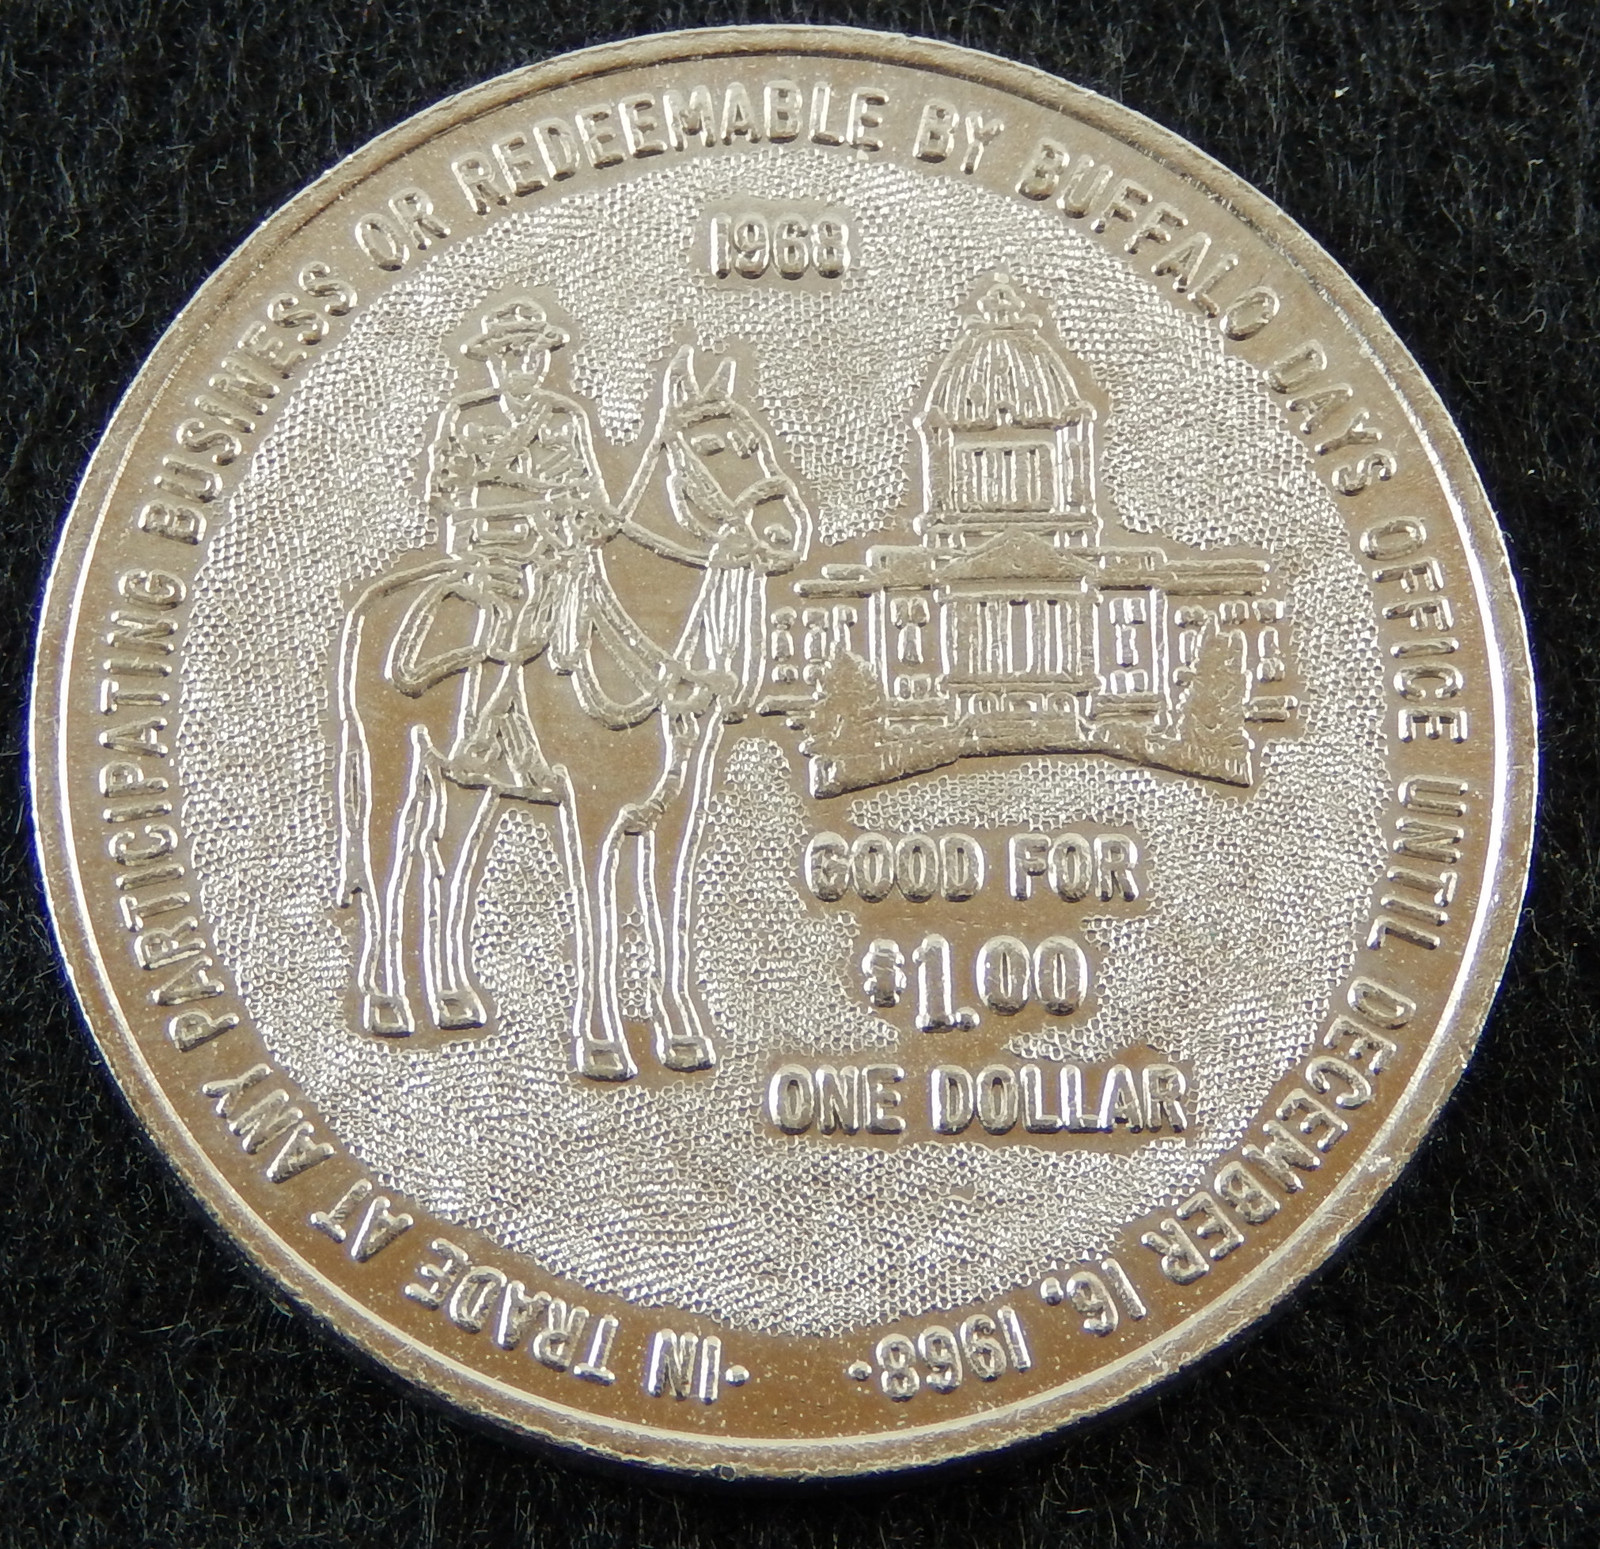 · IN TRADE AT ANY PARTICIPATING BUSINESS OR REDEEMABLE BY BUFFALO DAYS OFFICE UNTIL DECEMBER 16, 1968 ·
1968
GOOD FOR
$1.00
ONE DOLLAR